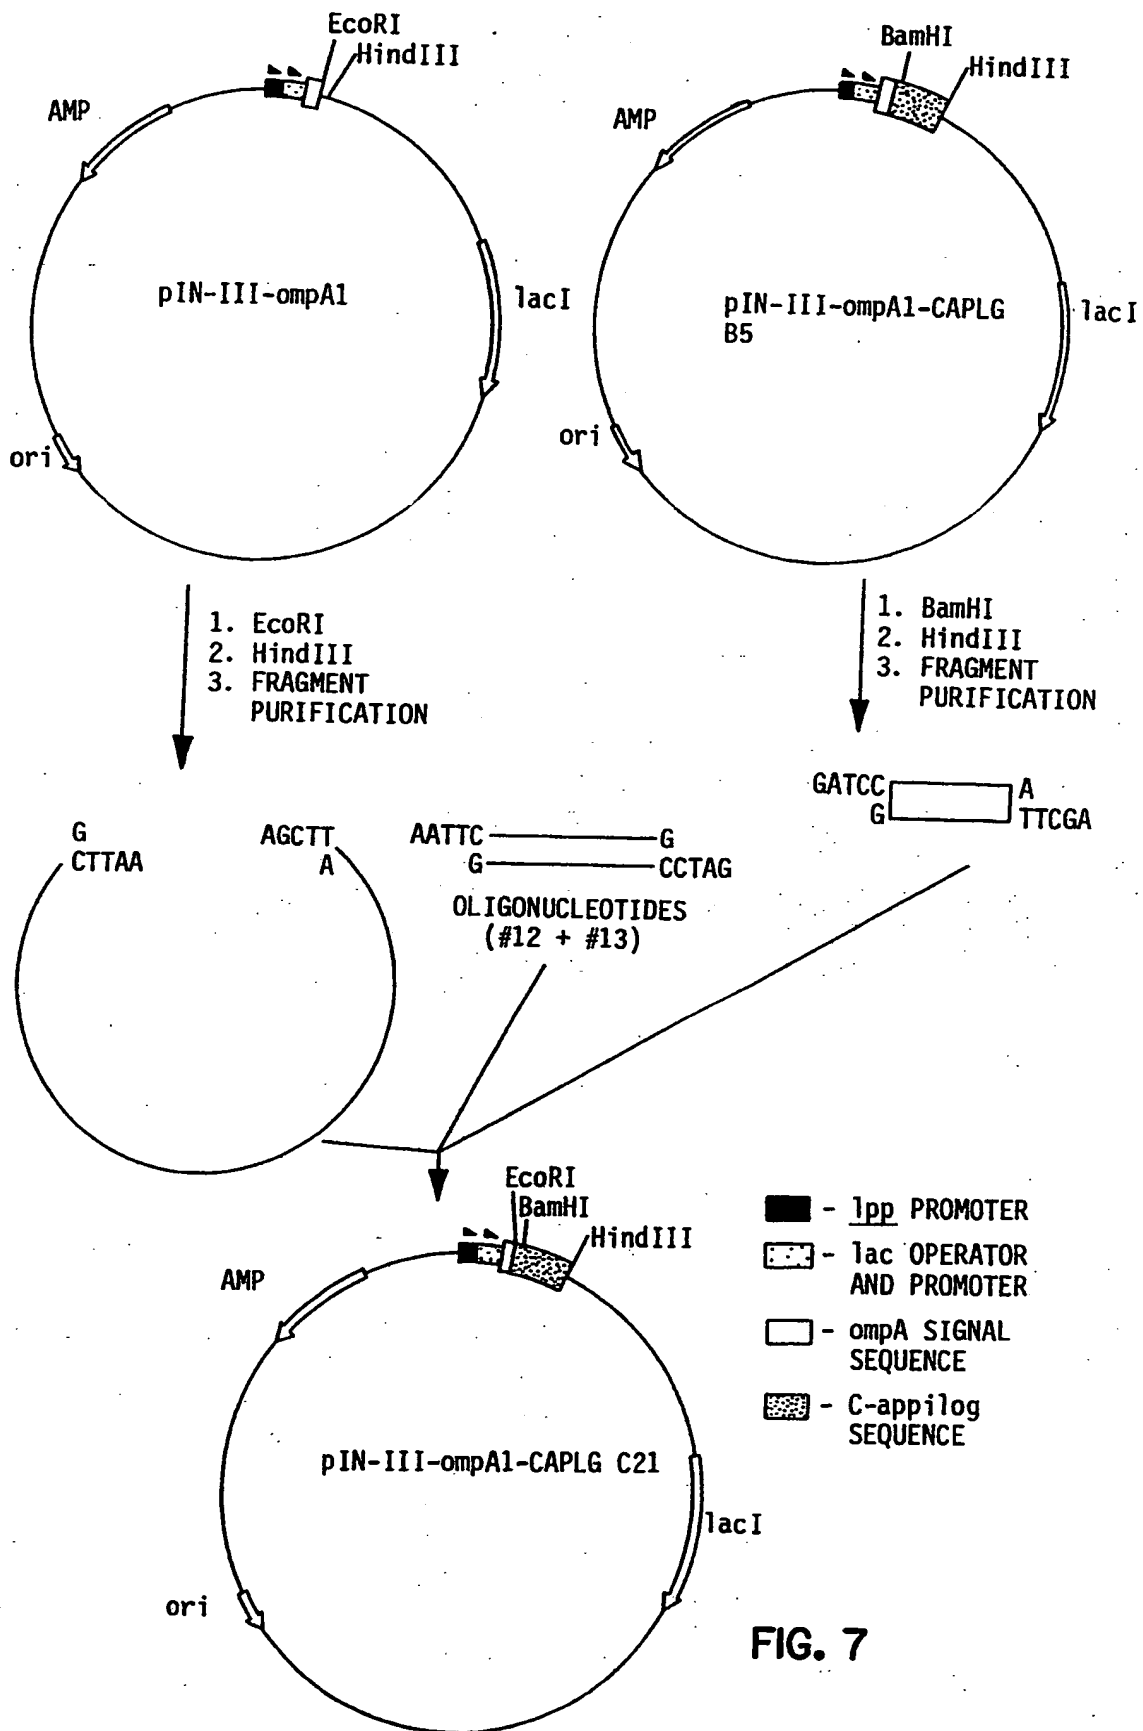 EcoRI
HindIII
AMP
pIN-III-ompA1
lacI
ori
BamHI
HindIII
AMP
pIN-III-ompA1-CAPLG
B5
lacI
ori
1. EcoRI
2. HindIII
3. FRAGMENT
PURIFICATION
1. BamHI
2. HindIII
3. FRAGMENT
PURIFICATION
G
CTTAA
AGCTT
A
AATTC G
G CCTAG
OLIGONUCLEOTIDES
(#12 + #13)
GATCC A
G TTCGA
EcoRI
BamHI
HindIII
AMP
pIN-III-ompA1-CAPLG C21
lacI
ori
- lpp PROMOTER
- lac OPERATOR
AND PROMOTER
- ompA SIGNAL
SEQUENCE
- C-appilog
SEQUENCE
FIG. 7